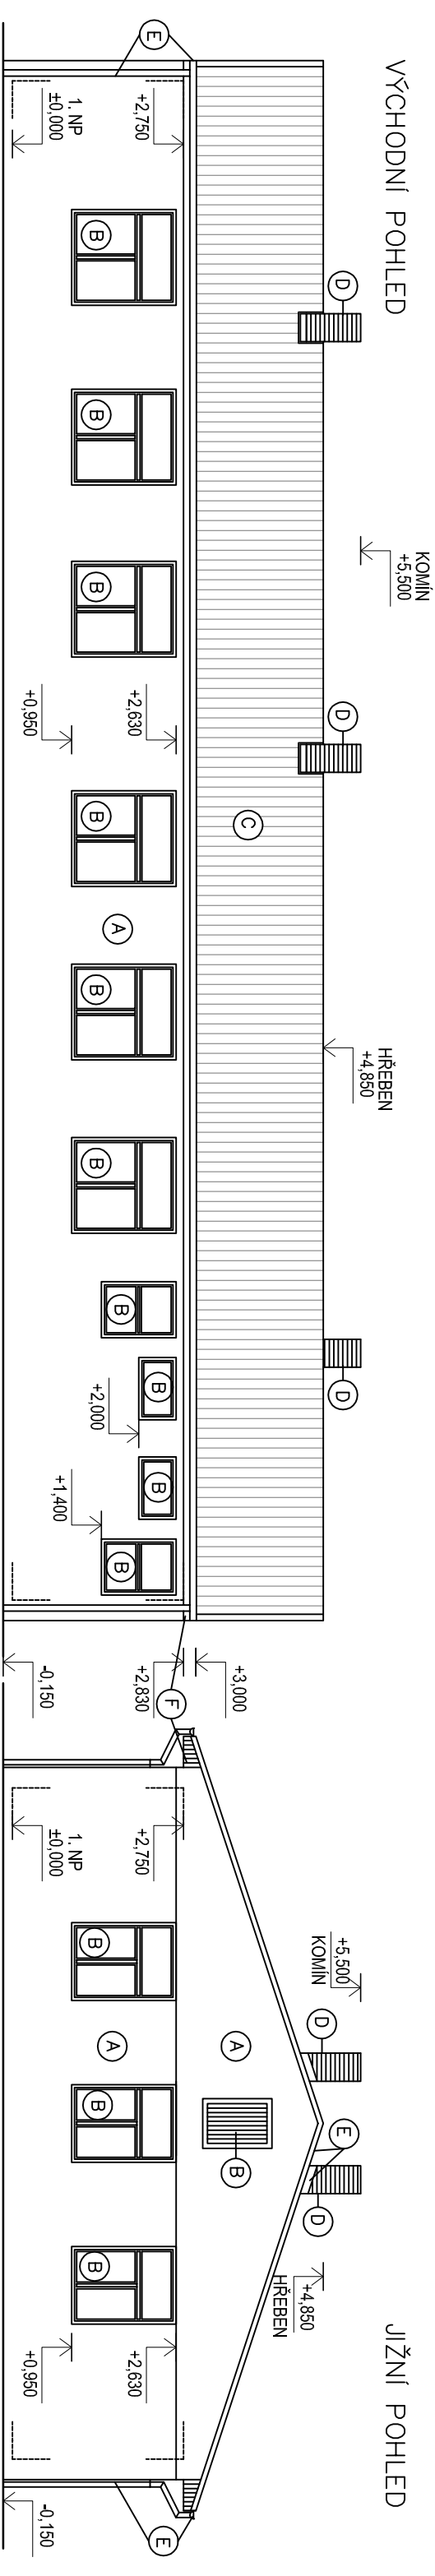 VÝCHODNÍ POHLED
KOMÍN
+5,500
HŘEBEN
+4,850
D
D
D
C
E
+2,750
1. NP
±0,000
B
B
B
+2,630
+0,950
B
A
B
B
B
B
+2,000
B
+1,400
B
+3,000
+2,830
-0,150
F
JIŽNÍ POHLED
+5,500
KOMÍN
D
E
D
+4,850
HŘEBEN
A
B
+2,750
1. NP
±0,000
B
A
B
B
+2,630
+0,950
E
-0,150